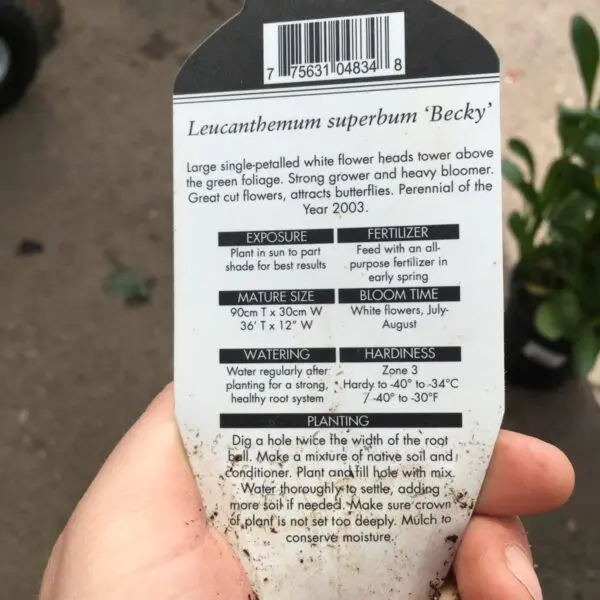 7 75631 04834 8
Leucanthemum superbum 'Becky'
Large single-petalled white flower heads tower above
the green foliage. Strong grower and heavy bloomer.
Great cut flowers, attracts butterflies. Perennial of the
Year 2003.
EXPOSURE
Plant in sun to part
shade for best results
FERTILIZER
Feed with an all-
purpose fertilizer in
early spring
MATURE SIZE
90cm T x 30cm W
36' T x 12" W
BLOOM TIME
White flowers, July-
August
WATERING
Water regularly after
planting for a strong,
healthy root system
HARDINESS
Zone 3
Hardy to -40° to -34°C
/ -40° to -30°F
PLANTING
Dig a hole twice the width of the root
ball. Make a mixture of native soil and
conditioner. Plant and fill hole with mix.
Water thoroughly to settle, adding
more soil if needed. Make sure crown
of plant is not set too deeply. Mulch to
conserve moisture.